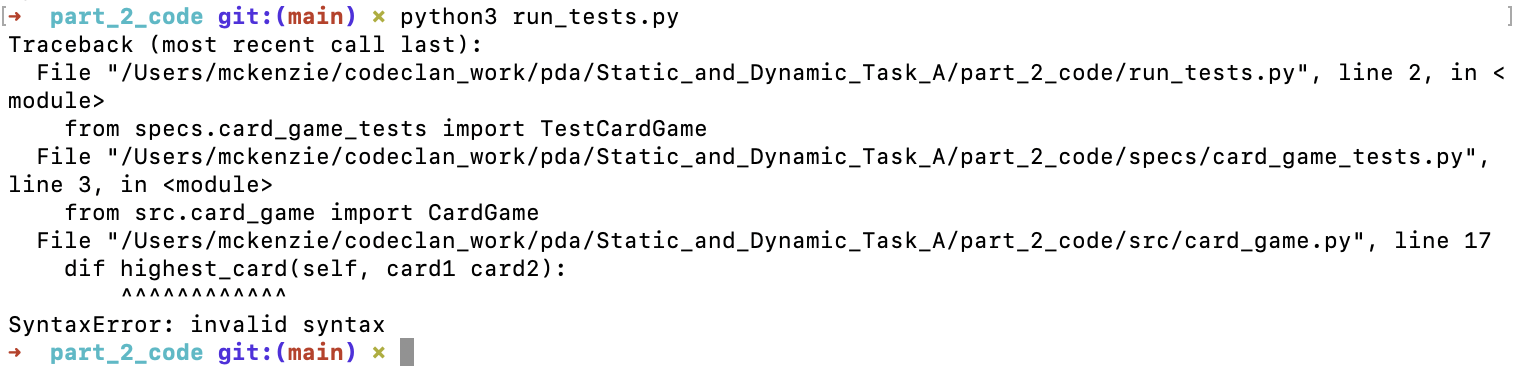 [→  part_2_code git:(main) × python3 run_tests.py ]
Traceback (most recent call last):
  File "/Users/mckenzie/codeclan_work/pda/Static_and_Dynamic_Task_A/part_2_code/run_tests.py", line 2, in <
module>
    from specs.card_game_tests import TestCardGame
  File "/Users/mckenzie/codeclan_work/pda/Static_and_Dynamic_Task_A/part_2_code/specs/card_game_tests.py",
line 3, in <module>
    from src.card_game import CardGame
  File "/Users/mckenzie/codeclan_work/pda/Static_and_Dynamic_Task_A/part_2_code/src/card_game.py", line 17
    dif highest_card(self, card1 card2):
        ^^^^^^^^^^^^
SyntaxError: invalid syntax
→  part_2_code git:(main) ×